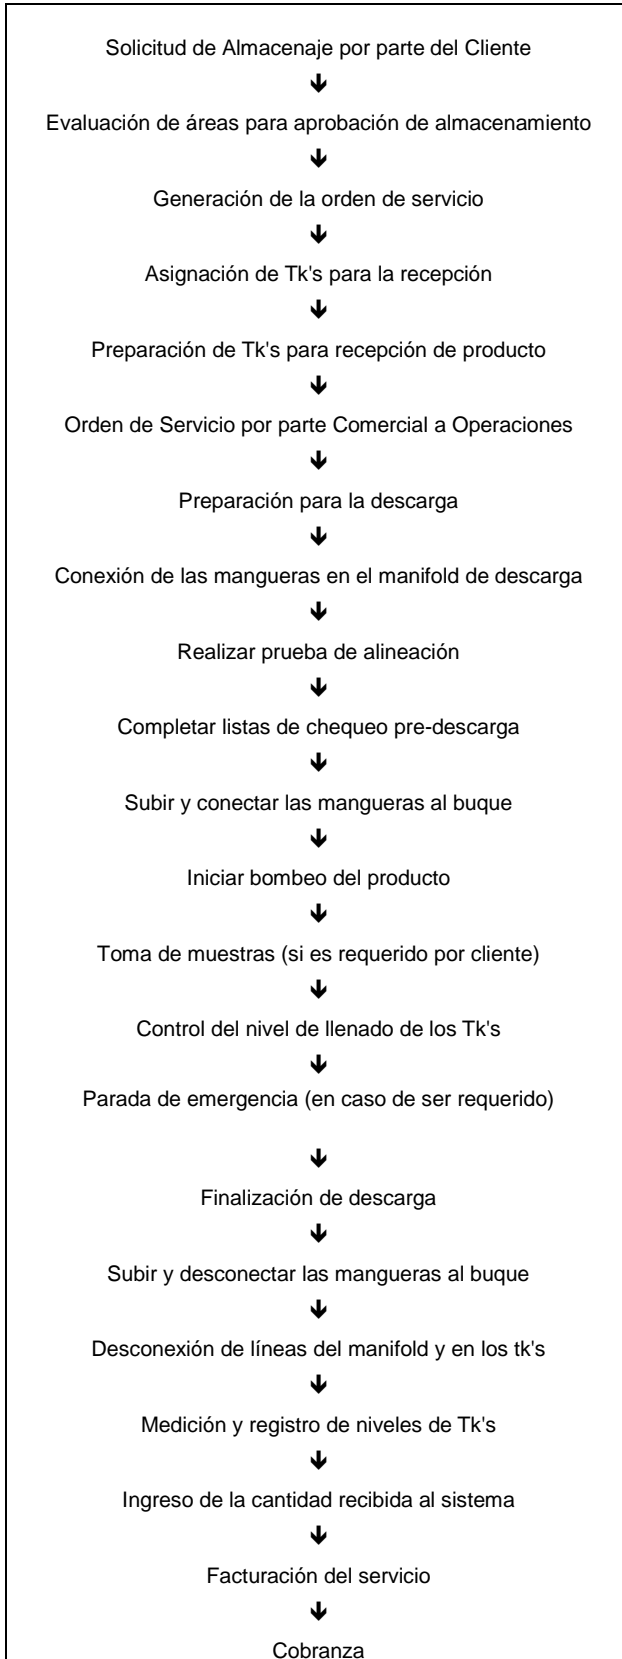 Solicitud de Almacenaje por parte del Cliente
Evaluación de áreas para aprobación de almacenamiento
Generación de la orden de servicio
Asignación de Tk's para la recepción
Preparación de Tk's para recepción de producto
Orden de Servicio por parte Comercial a Operaciones
Preparación para la descarga
Conexión de las mangueras en el manifold de descarga
Realizar prueba de alineación
Completar listas de chequeo pre-descarga
Subir y conectar las mangueras al buque
Iniciar bombeo del producto
Toma de muestras (si es requerido por cliente)
Control del nivel de llenado de los Tk's
Parada de emergencia (en caso de ser requerido)
Finalización de descarga
Subir y desconectar las mangueras al buque
Desconexión de líneas del manifold y en los tk's
Medición y registro de niveles de Tk's
Ingreso de la cantidad recibida al sistema
Facturación del servicio
Cobranza